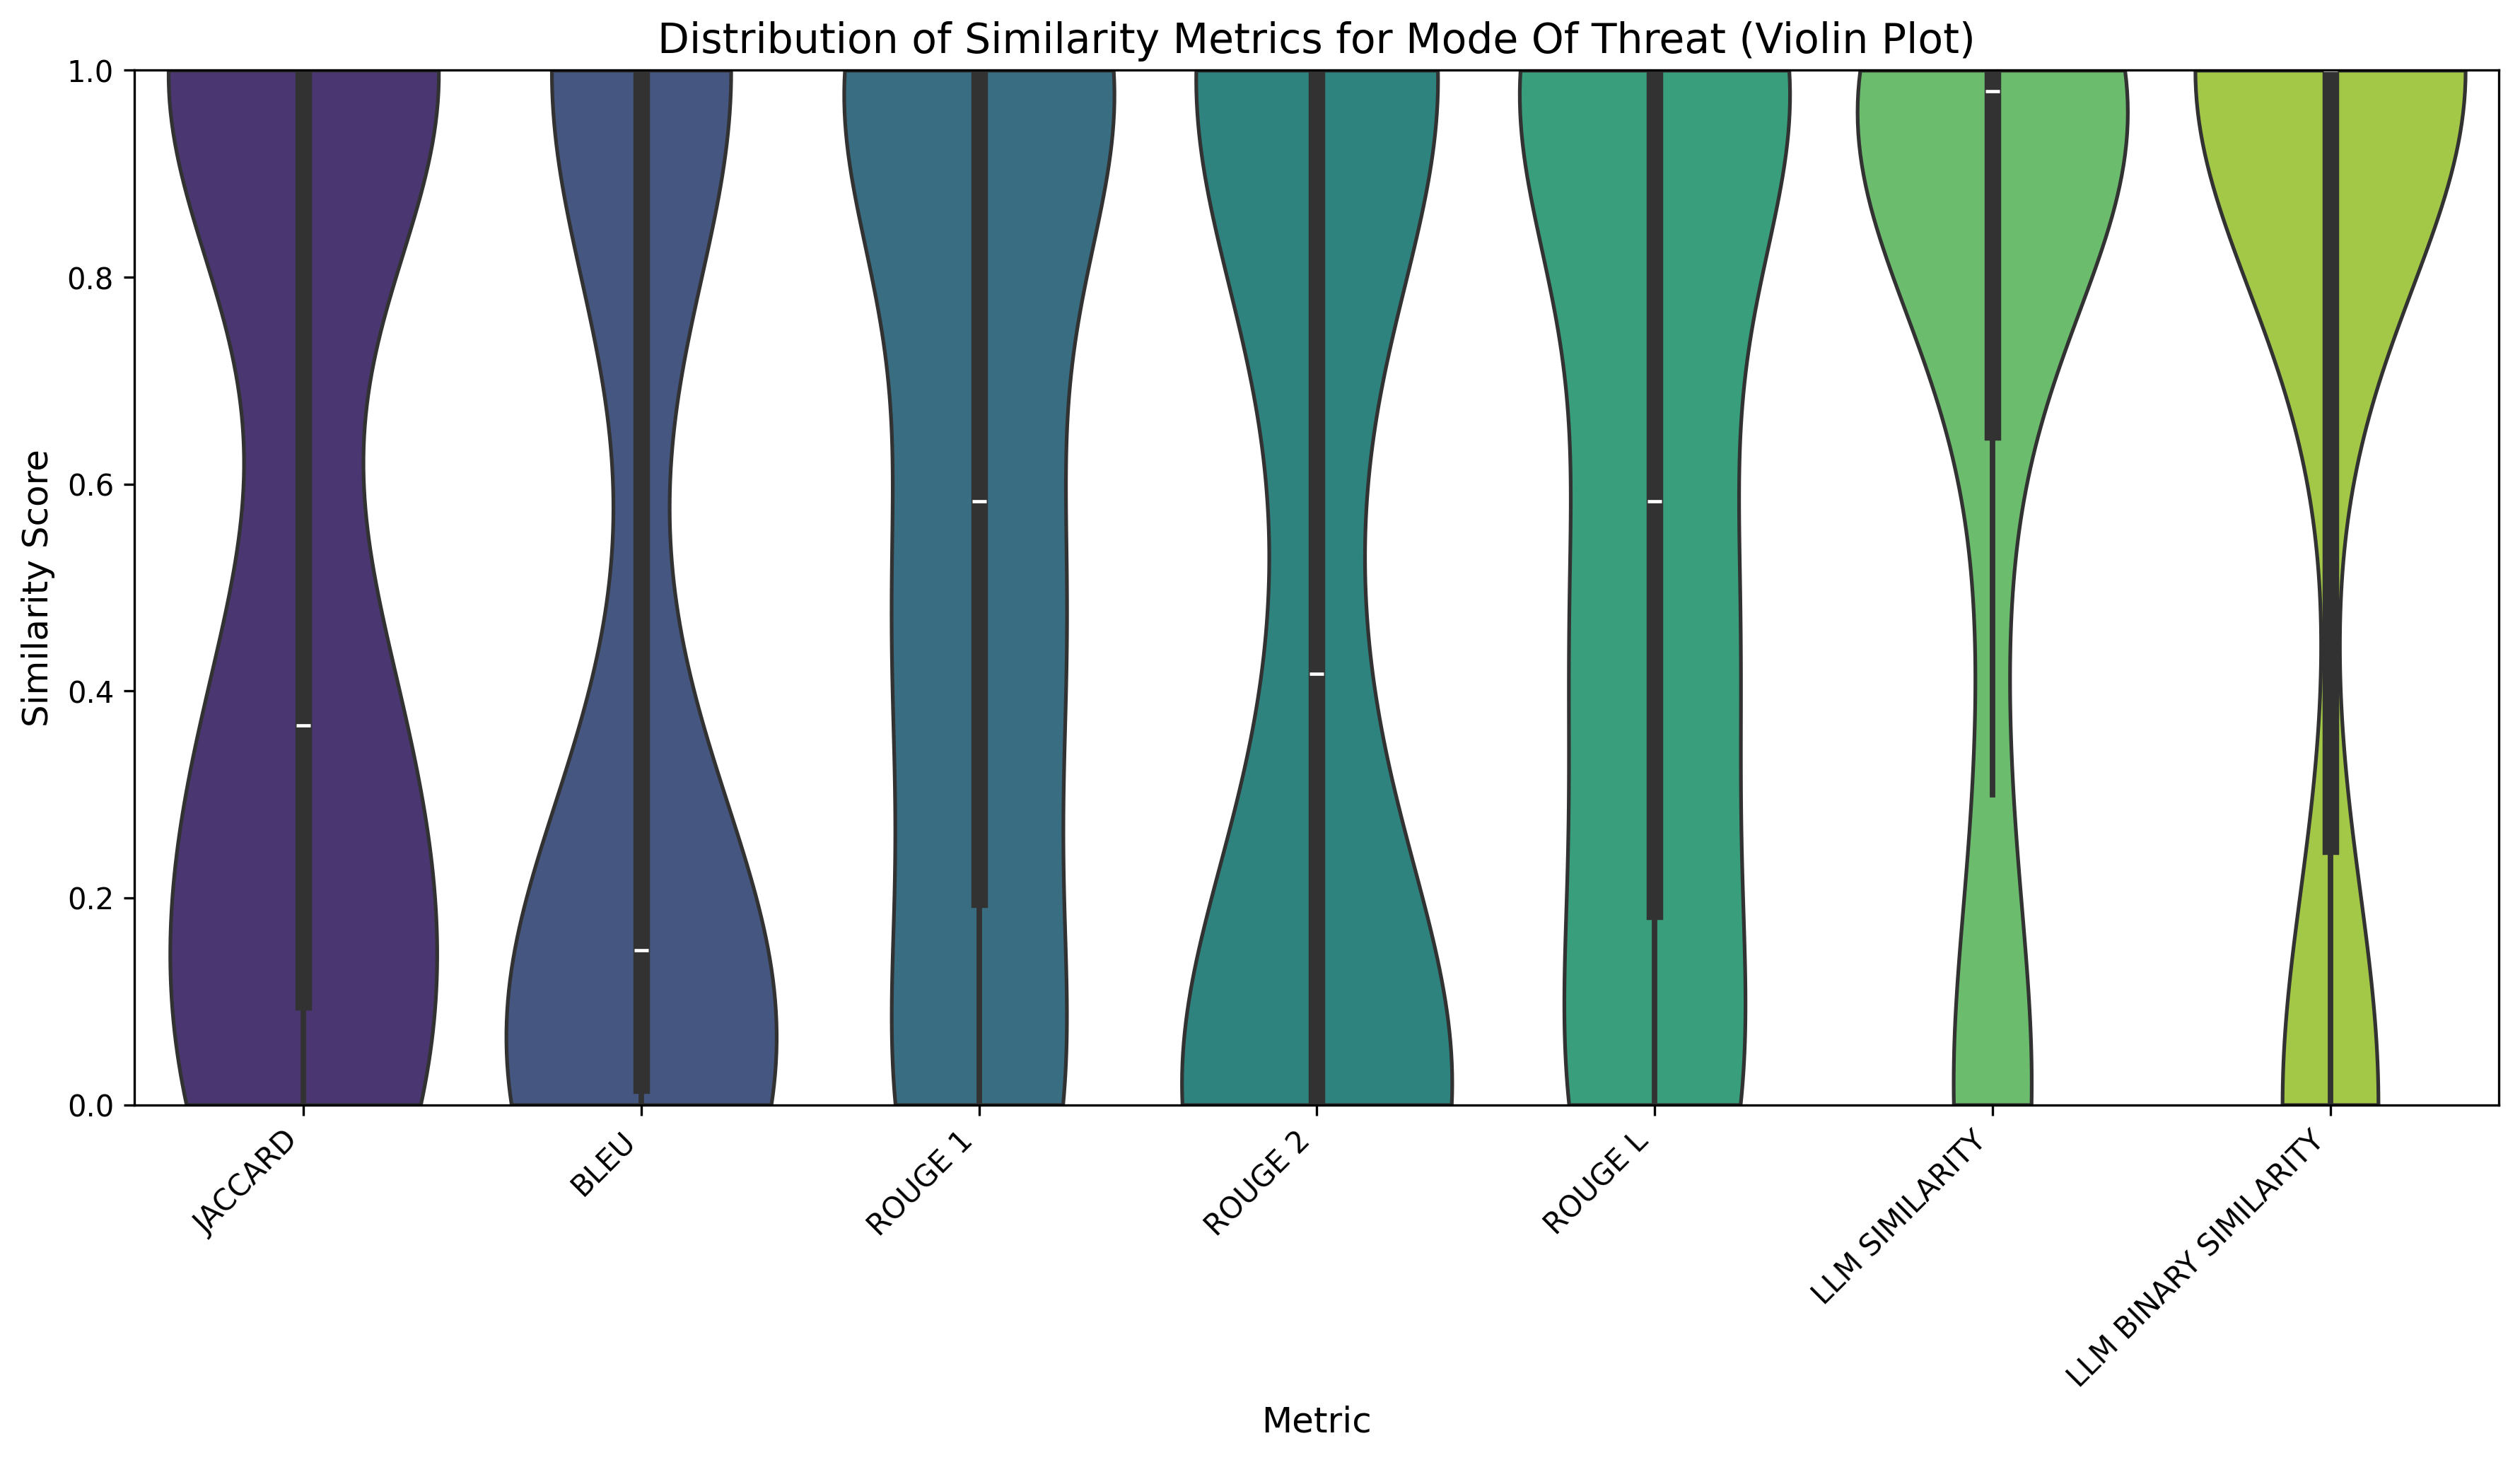 Distribution of Similarity Metrics for Mode Of Threat (Violin Plot)
Similarity Score
1.0
0.8
0.6
0.4
0.2
0.0
JACCARD
BLEU
ROUGE 1
ROUGE 2
ROUGE L
LLM SIMILARITY
LLM BINARY SIMILARITY
Metric